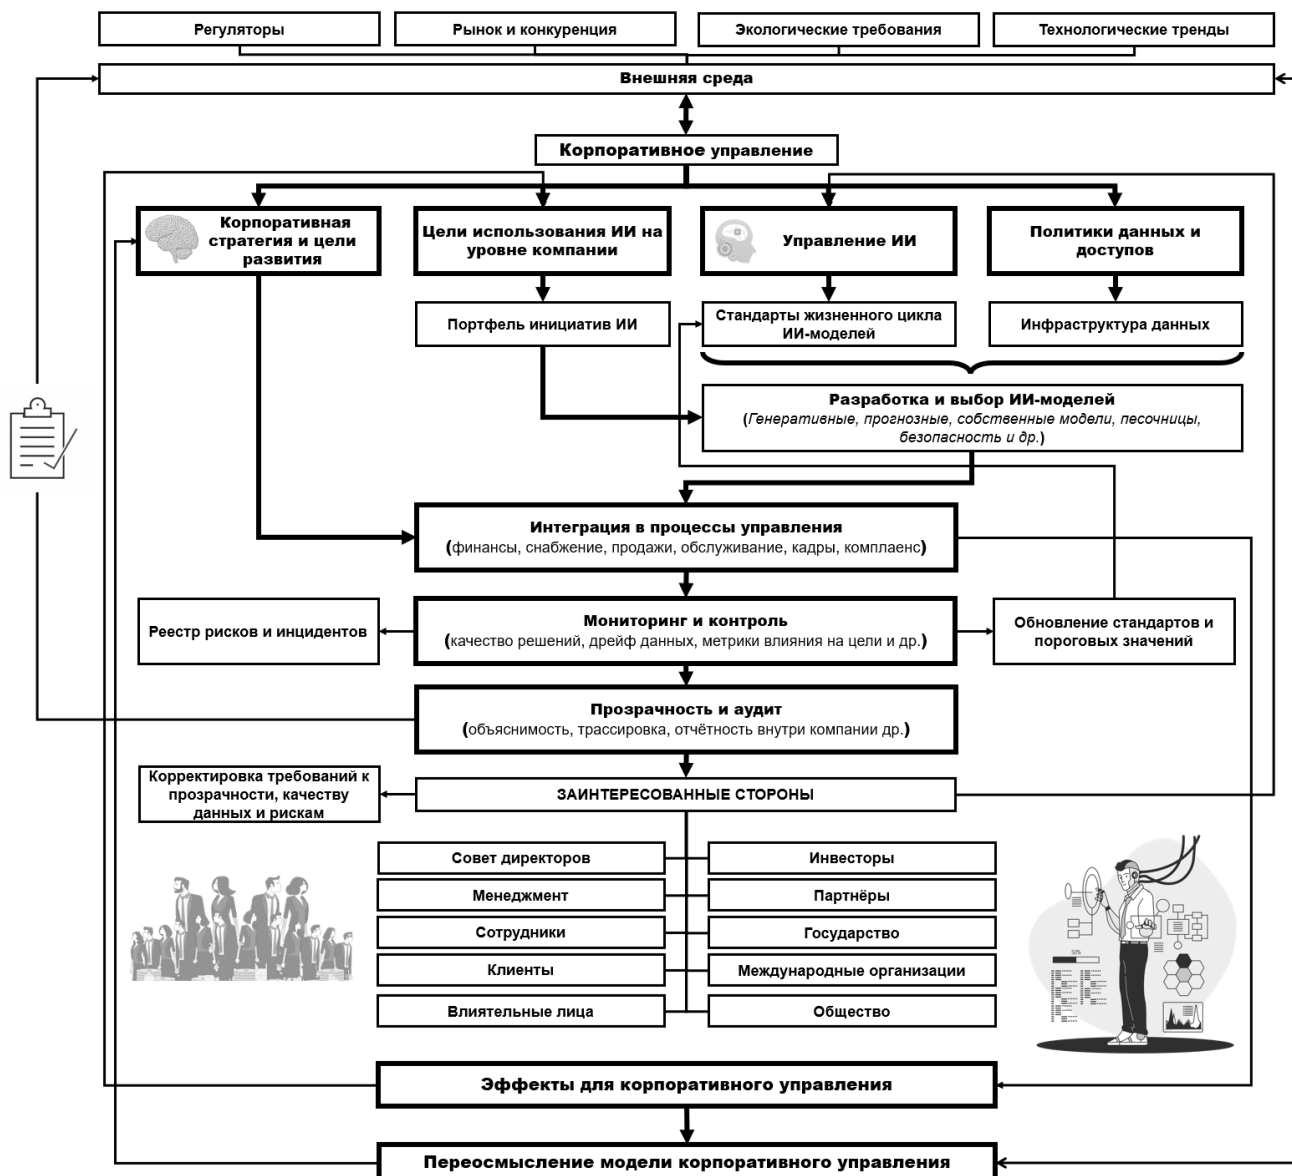 Регуляторы
Рынок и конкуренция
Экологические требования
Технологические тренды
Внешняя среда
Корпоративное управление
Корпоративная
стратегия и цели
развития
Цели использования ИИ на
уровне компании
Управление ИИ
Политики данных и
доступов
Портфель инициатив ИИ
Стандарты жизненного цикла
ИИ-моделей
Инфраструктура данных
Разработка и выбор ИИ-моделей
(Генеративные, прогнозные, собственные модели, песочницы,
безопасность и др.)
Интеграция в процессы управления
(финансы, снабжение, продажи, обслуживание, кадры, комплаенс)
Реестр рисков и инцидентов
Мониторинг и контроль
(качество решений, дрейф данных, метрики влияния на цели и др.)
Обновление стандартов и
пороговых значений
Прозрачность и аудит
(объяснимость, трассировка, отчётность внутри компании др.)
Корректировка требований к
прозрачности, качеству
данных и рискам
ЗАИНТЕРЕСОВАННЫЕ СТОРОНЫ
Совет директоров
Инвесторы
Менеджмент
Партнёры
Сотрудники
Государство
Клиенты
Международные организации
Влиятельные лица
Общество
50%
Эффекты для корпоративного управления
Переосмысление модели корпоративного управления